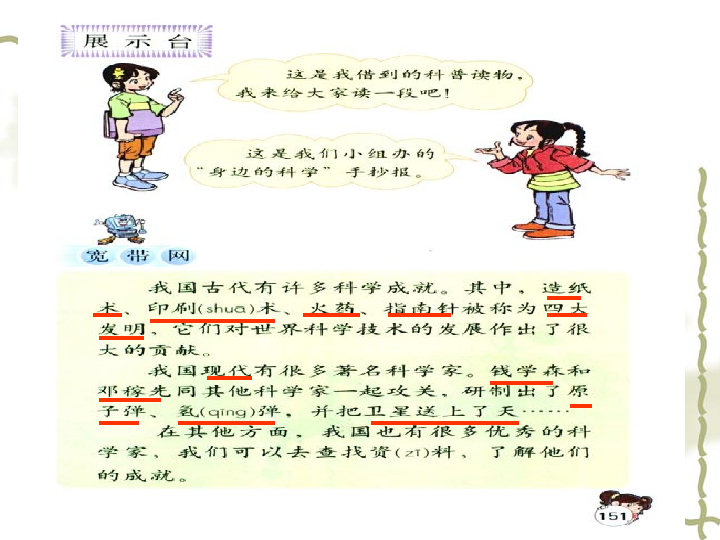 展示台
这是我借到的科普读物，
我来给大家读一段吧！
这是我们小组办的
“身边的科学”手抄报。
宽带网
我国古代有许多科学成就。其中，造纸
术、印刷(shuā)术、火药、指南针被称为四大
发明，它们对世界科学技术的发展作出了很
大的贡献。
我国现代有很多著名科学家。钱学森和
邓稼先同其他科学家一起攻关，研制出了原
子弹、氢(qīng)弹，并把卫星送上了天……
在其他方面，我国也有很多优秀的科
学家、我们可以去查找资(zī)料、了解他们
的成就。
151